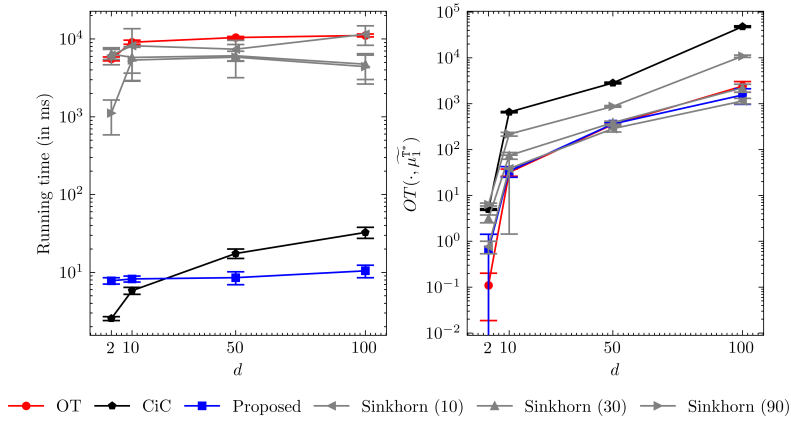 Running time (in ms)
10^4
10^3
10^2
10^1
2 10 50 100
d
OT(·, \widetilde{μ}_1^{T*})
10^5
10^4
10^3
10^2
10^1
10^0
10^{−1}
10^{−2}
2 10 50 100
d
OT CiC Proposed Sinkhorn (10) Sinkhorn (30) Sinkhorn (90)